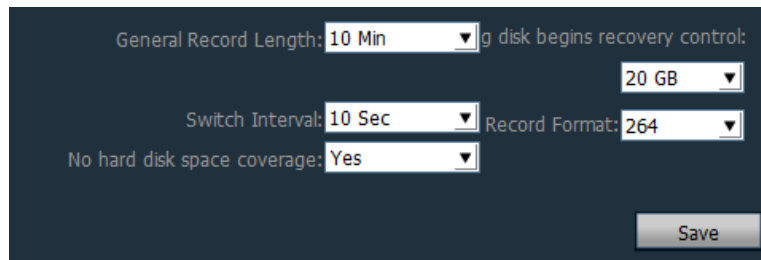 General Record Length: 10 Min g disk begins recovery control:
20 GB
Switch Interval: 10 Sec Record Format: 264
No hard disk space coverage: Yes
Save